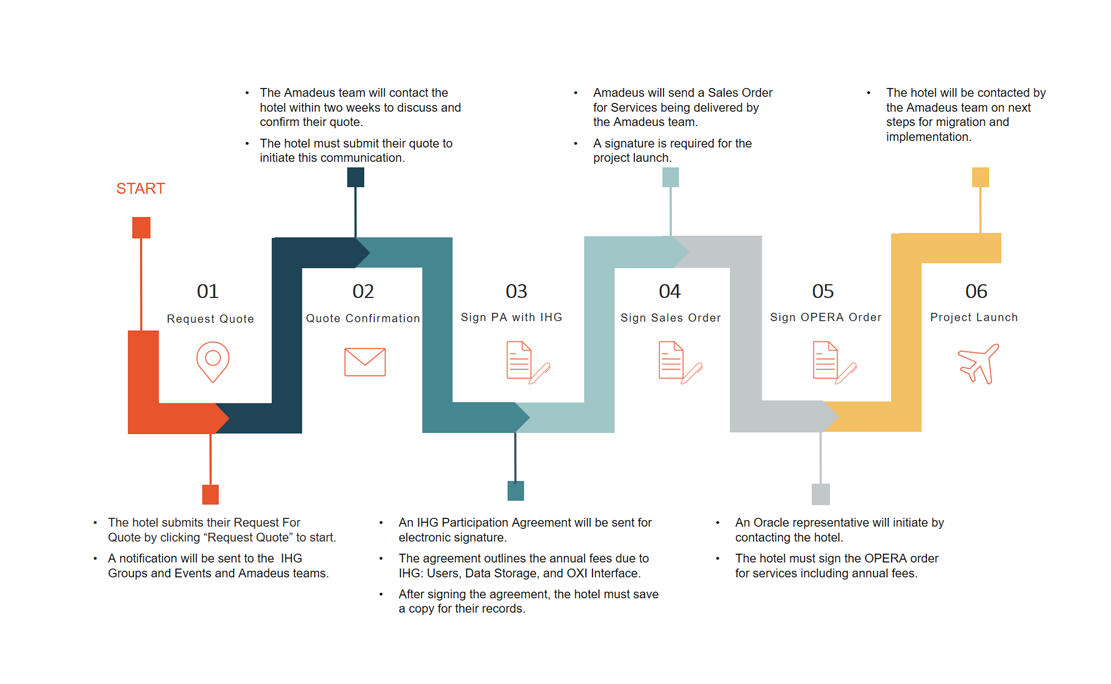 START
• The Amadeus team will contact the
hotel within two weeks to discuss and
confirm their quote.
• The hotel must submit their quote to
initiate this communication.
• Amadeus will send a Sales Order
for Services being delivered by
the Amadeus team.
• A signature is required for the
project launch.
• The hotel will be contacted by
the Amadeus team on next
steps for migration and
implementation.
01
Request Quote
02
Quote Confirmation
03
Sign PA with IHG
04
Sign Sales Order
05
Sign OPERA Order
06
Project Launch
• The hotel submits their Request For
Quote by clicking “Request Quote” to start.
• A notification will be sent to the IHG
Groups and Events and Amadeus teams.
• An IHG Participation Agreement will be sent for
electronic signature.
• The agreement outlines the annual fees due to
IHG: Users, Data Storage, and OXI Interface.
• After signing the agreement, the hotel must save
a copy for their records.
• An Oracle representative will initiate by
contacting the hotel.
• The hotel must sign the OPERA order
for services including annual fees.